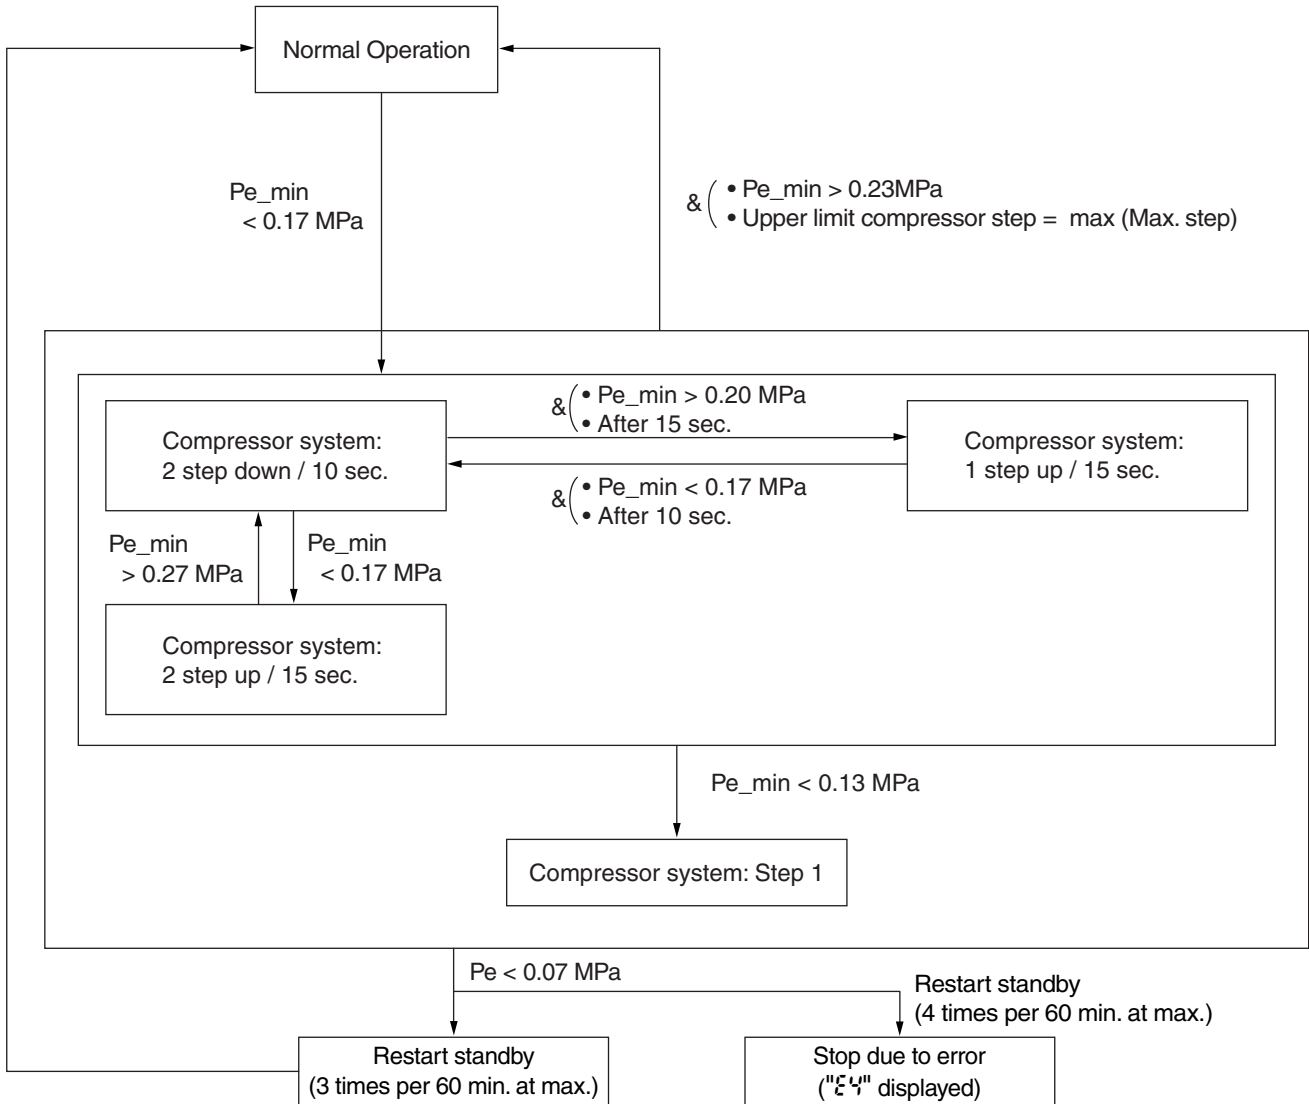 Normal Operation
Pe_min
< 0.17 MPa
& ( • Pe_min > 0.23MPa
• Upper limit compressor step = max (Max. step)
& ( • Pe_min > 0.20 MPa
• After 15 sec.
Compressor system:
2 step down / 10 sec.
Compressor system:
1 step up / 15 sec.
& ( • Pe_min < 0.17 MPa
• After 10 sec.
Pe_min
> 0.27 MPa
Pe_min
< 0.17 MPa
Compressor system:
2 step up / 15 sec.
Pe_min < 0.13 MPa
Compressor system: Step 1
Pe < 0.07 MPa
Restart standby
(4 times per 60 min. at max.)
Restart standby
(3 times per 60 min. at max.)
Stop due to error
("E4" displayed)